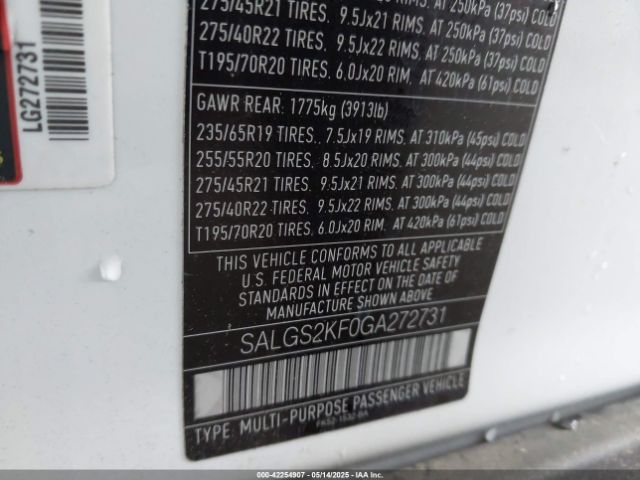 LG272731
275/45R21 TIRES, 9.5Jx21 RIMS, AT 250kPa (37psi) COLD
275/40R22 TIRES, 9.5Jx22 RIMS, AT 250kPa (37psi) COLD
T195/70R20 TIRES, 6.0Jx20 RIM, AT 420kPa (61psi) COLD
GAWR REAR: 1775kg (3913lb)
235/65R19 TIRES, 7.5Jx19 RIMS, AT 310kPa (45psi) COLD
255/55R20 TIRES, 8.5Jx20 RIMS, AT 300kPa (44psi) COLD
275/45R21 TIRES, 9.5Jx21 RIMS, AT 300kPa (44psi) COLD
275/40R22 TIRES, 9.5Jx22 RIMS, AT 300kPa (44psi) COLD
T195/70R20 TIRES, 6.0Jx20 RIM, AT 420kPa (61psi) COLD
THIS VEHICLE CONFORMS TO ALL APPLICABLE
U.S. FEDERAL MOTOR VEHICLE SAFETY
STANDARDS IN EFFECT ON THE DATE OF
MANUFACTURE SHOWN ABOVE
SALGS2KF0GA272731
TYPE: MULTI-PURPOSE PASSENGER VEHICLE
000-42254907 - 05/14/2025 - IAAI.COM